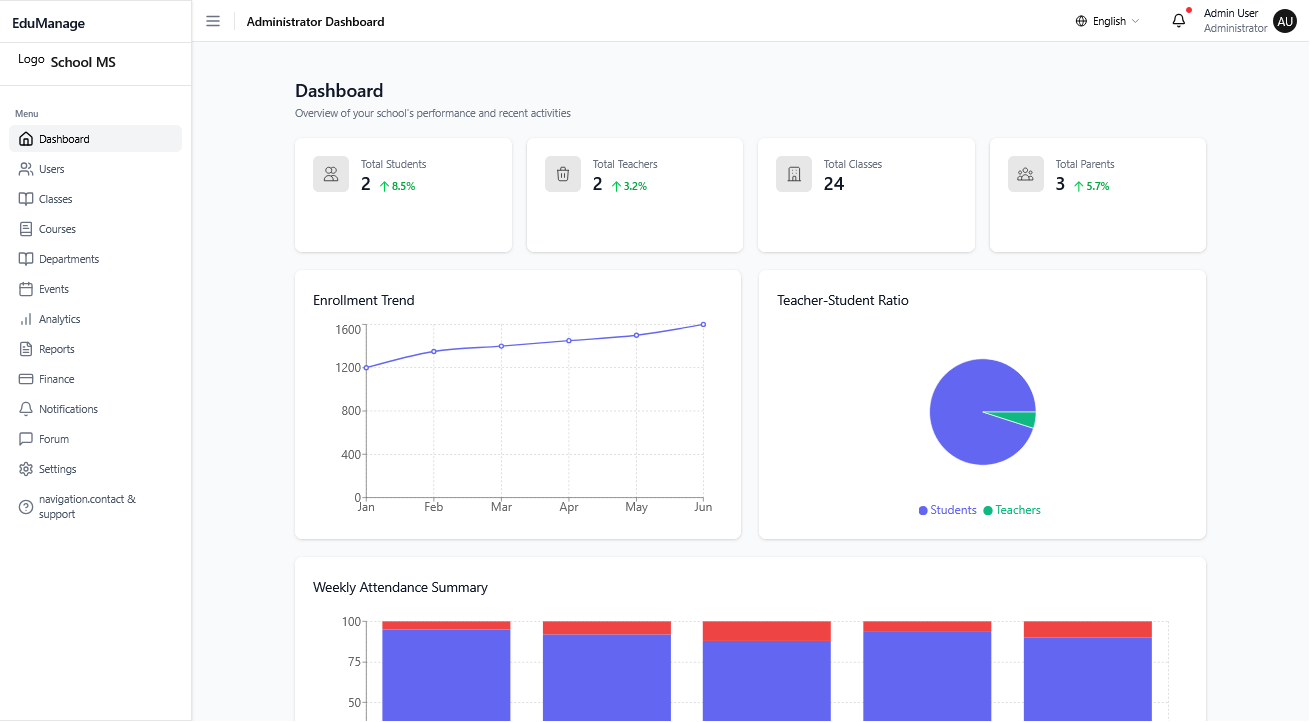 EduManage
Administrator Dashboard
English
Admin User
Administrator
AU
Logo
School MS
Menu
Dashboard
Users
Classes
Courses
Departments
Events
Analytics
Reports
Finance
Notifications
Forum
Settings
navigation.contact &
support
Dashboard
Overview of your school's performance and recent activities
Total Students
2 8.5%
Total Teachers
2 3.2%
Total Classes
24
Total Parents
3 5.7%
Enrollment Trend
1600
1200
800
400
0
Jan Feb Mar Apr May Jun
Teacher-Student Ratio
Students Teachers
Weekly Attendance Summary
100
75
50